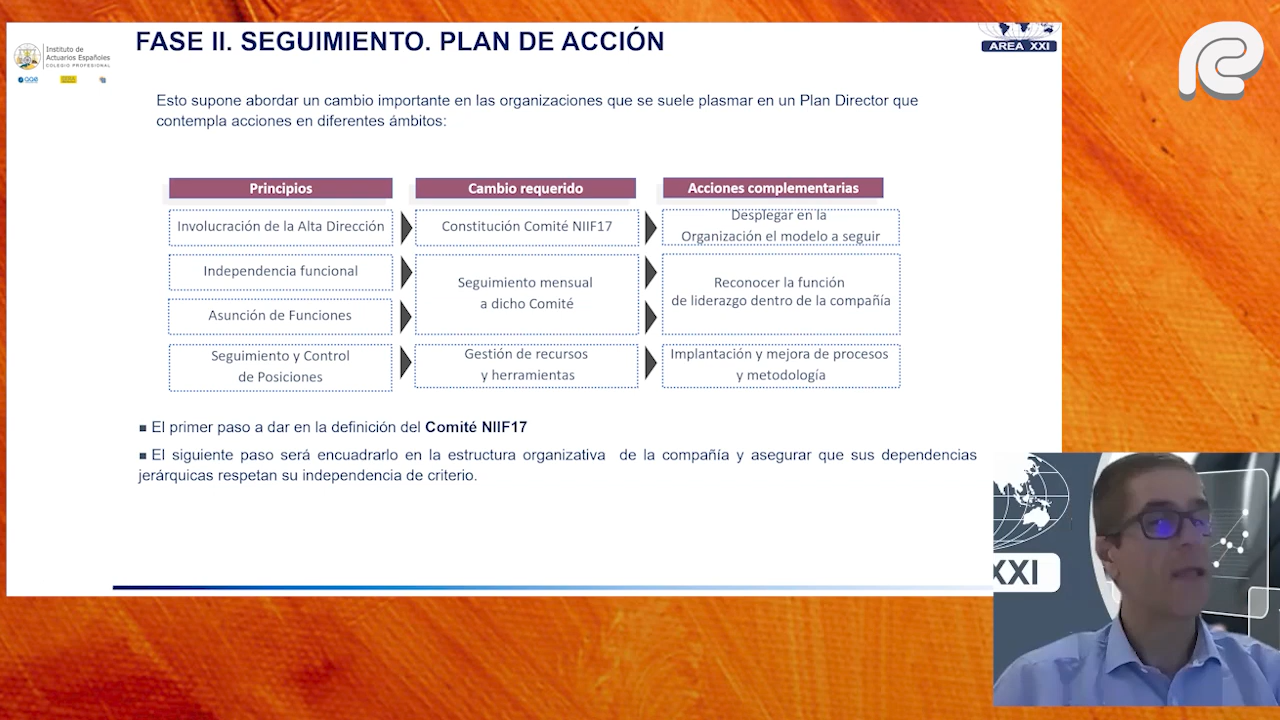 FASE II. SEGUIMIENTO. PLAN DE ACCIÓN
Instituto de
Actuarios Españoles
COLEGIO PROFESIONAL
AREA XXI
Esto supone abordar un cambio importante en las organizaciones que se suele plasmar en un Plan Director que
contempla acciones en diferentes ámbitos:
Principios
Cambio requerido
Acciones complementarias
Involucración de la Alta Dirección
Constitución Comité NIIF17
Desplegar en la
Organización el modelo a seguir
Independencia funcional
Asunción de Funciones
Seguimiento mensual
a dicho Comité
Reconocer la función
de liderazgo dentro de la compañía
Seguimiento y Control
de Posiciones
Gestión de recursos
y herramientas
Implantación y mejora de procesos
y metodología
■ El primer paso a dar en la definición del Comité NIIF17
■ El siguiente paso será encuadrarlo en la estructura organizativa de la compañía y asegurar que sus dependencias
jerárquicas respetan su independencia de criterio.
XXI